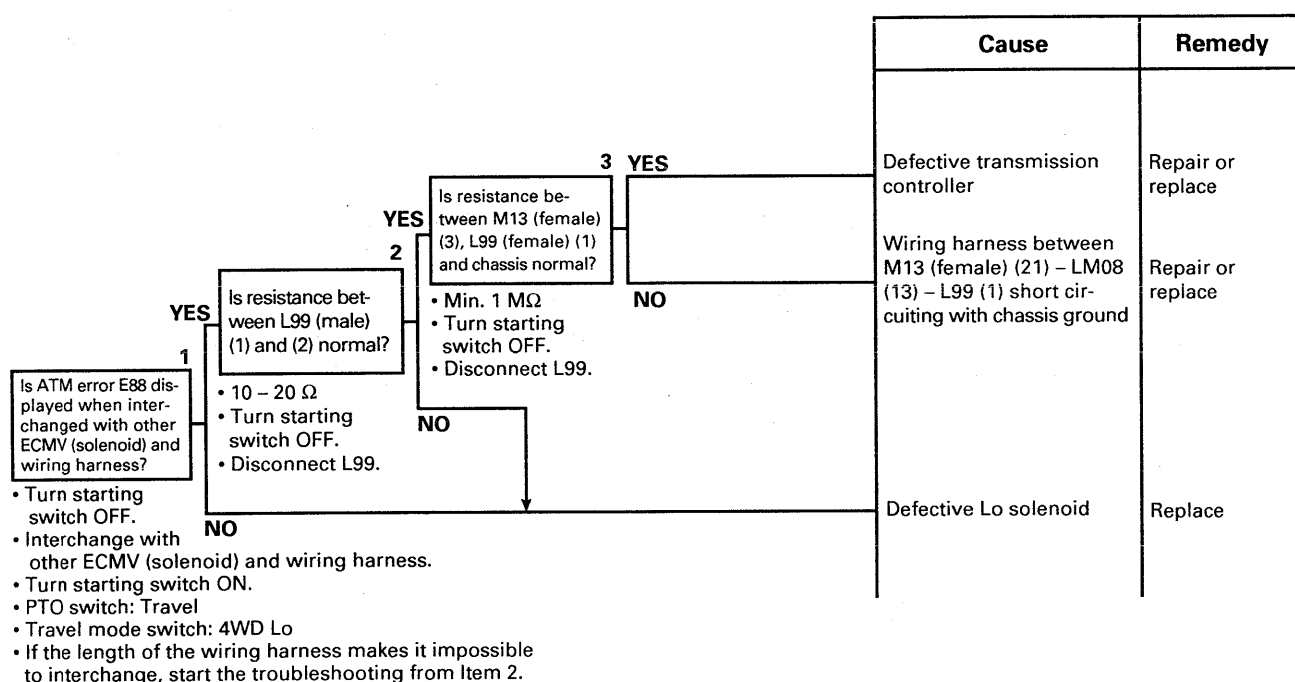 Cause
Remedy
3
YES
Is resistance be-
tween M13 (female)
(3), L99 (female) (1)
and chassis normal?
Defective transmission
controller
Repair or
replace
YES
2
• Min. 1 MΩ
• Turn starting
switch OFF.
• Disconnect L99.
NO
Wiring harness between
M13 (female) (21) – LM08
(13) – L99 (1) short cir-
cuiting with chassis ground
Repair or
replace
YES
1
Is resistance bet-
ween L99 (male)
(1) and (2) normal?
• 10 – 20 Ω
• Turn starting
switch OFF.
• Disconnect L99.
NO
Is ATM error E88 dis-
played when inter-
changed with other
ECMV (solenoid) and
wiring harness?
NO
Defective Lo solenoid
Replace
• Turn starting
switch OFF.
• Interchange with
other ECMV (solenoid) and wiring harness.
• Turn starting switch ON.
• PTO switch: Travel
• Travel mode switch: 4WD Lo
• If the length of the wiring harness makes it impossible
to interchange, start the troubleshooting from Item 2.